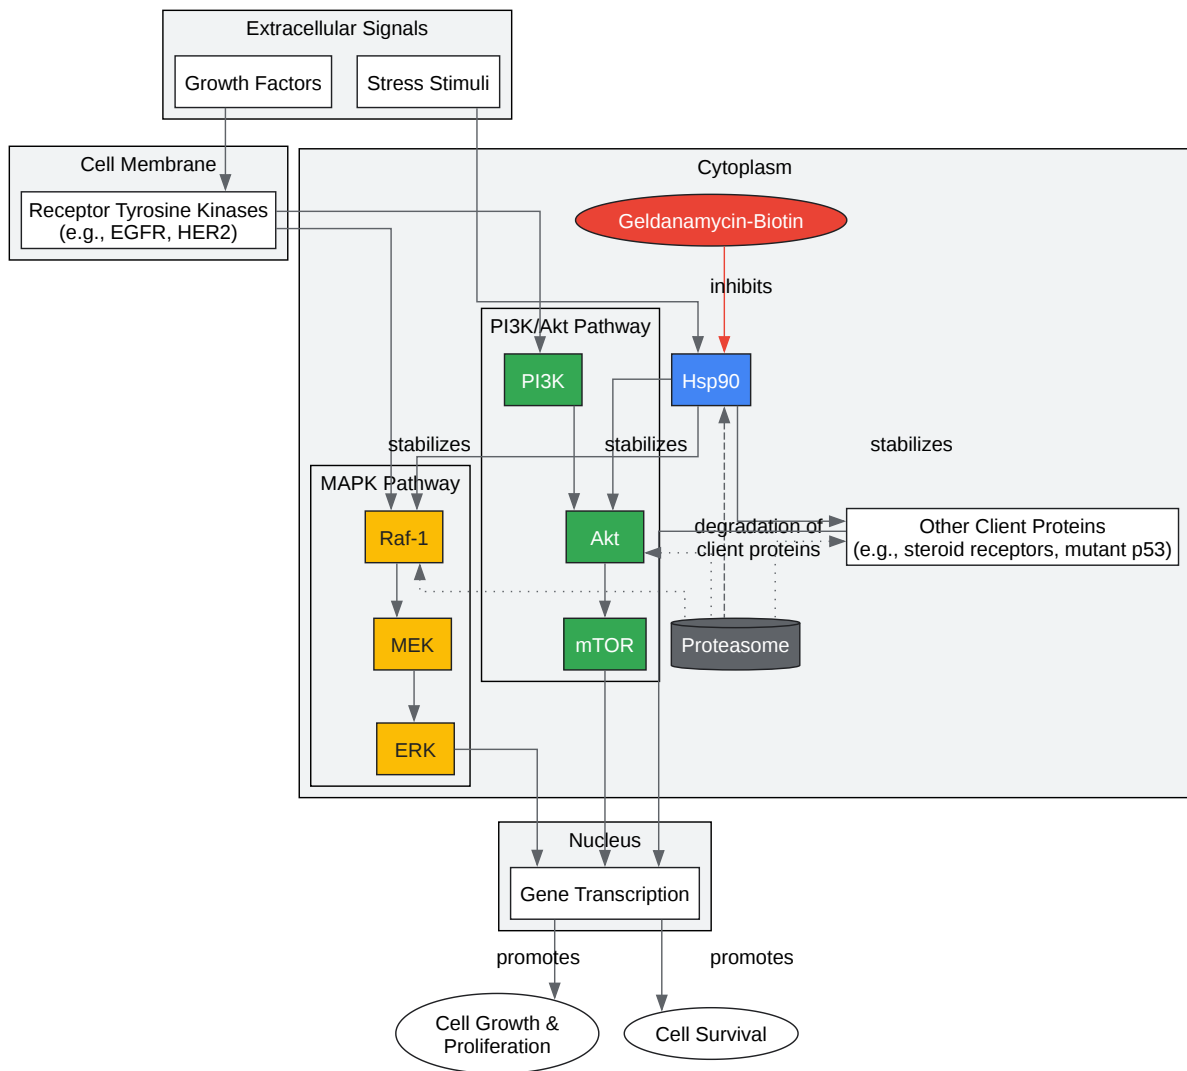 Extracellular Signals
Growth Factors
Stress Stimuli
Cell Membrane
Receptor Tyrosine Kinases
(e.g., EGFR, HER2)
Cytoplasm
Geldanamycin-Biotin
inhibits
PI3K/Akt Pathway
PI3K
Hsp90
stabilizes
stabilizes
stabilizes
MAPK Pathway
Raf-1
Akt
degradation of
client proteins
Other Client Proteins
(e.g., steroid receptors, mutant p53)
MEK
mTOR
Proteasome
ERK
Nucleus
Gene Transcription
promotes
promotes
Cell Growth &
Proliferation
Cell Survival